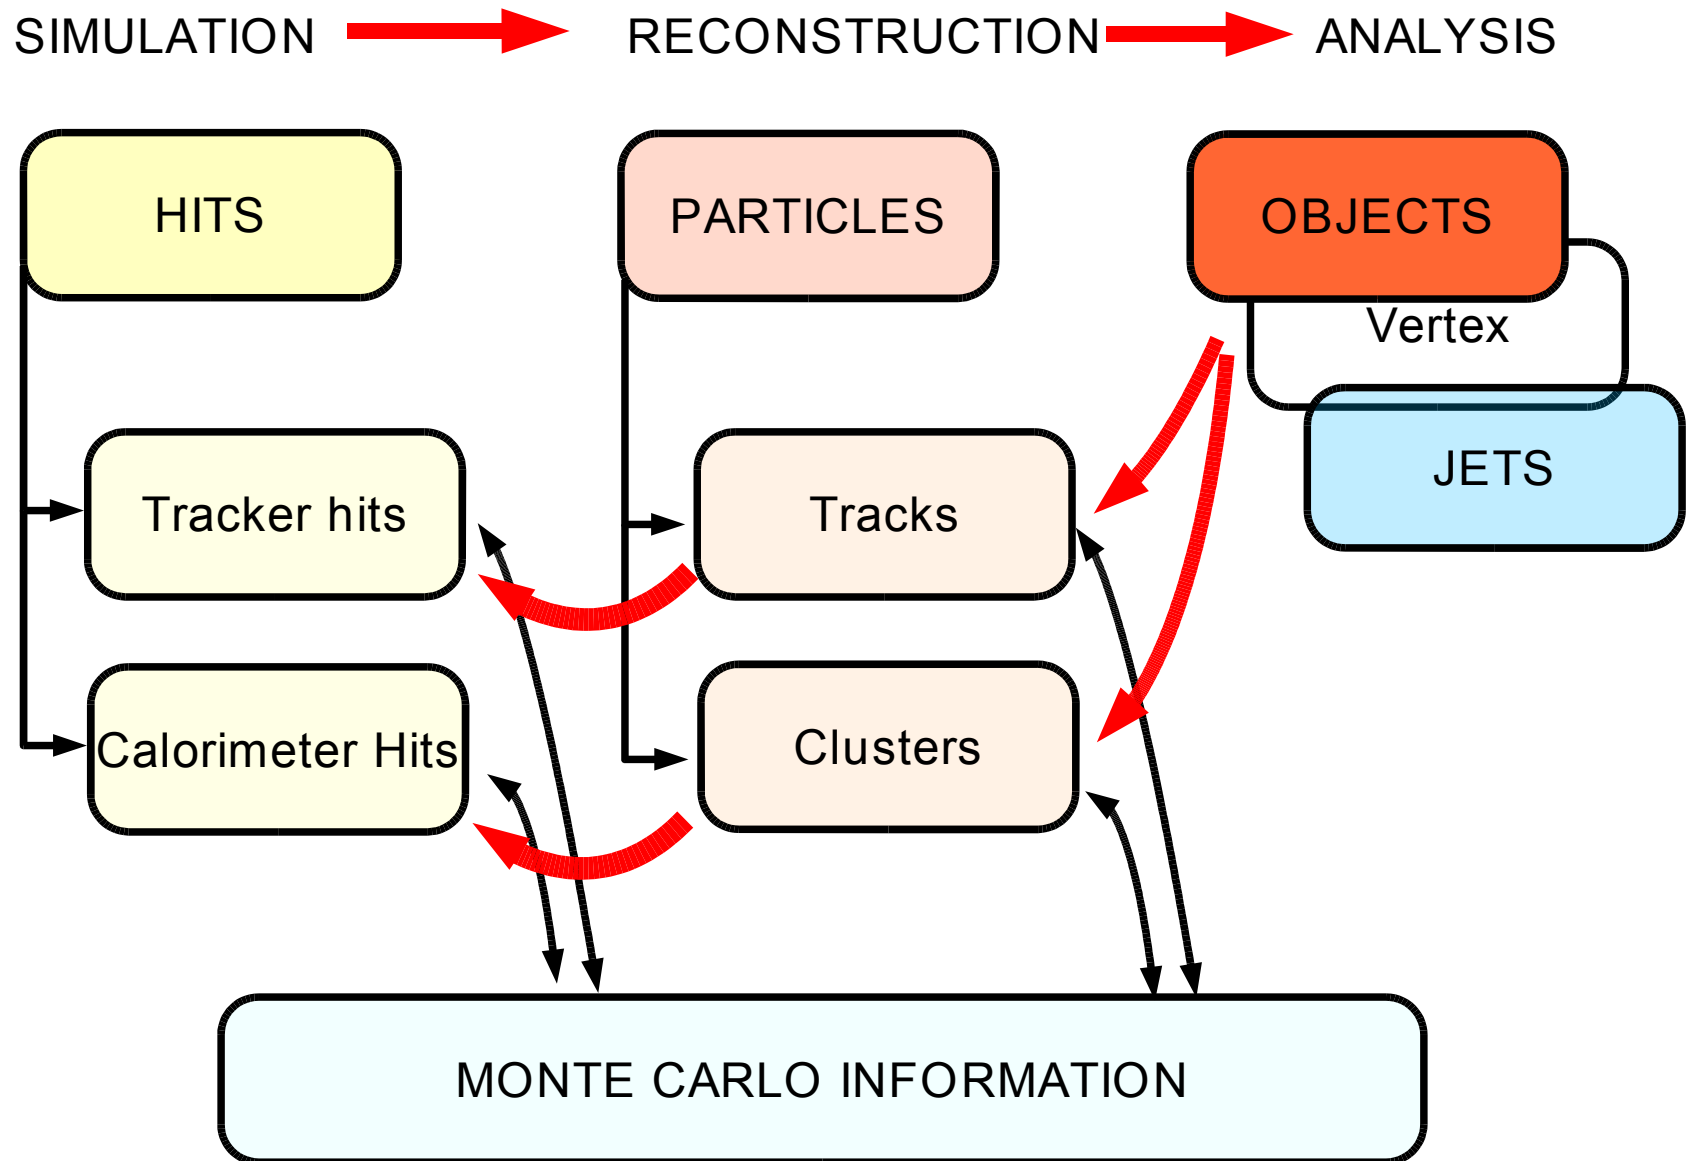 SIMULATION
RECONSTRUCTION
ANALYSIS
HITS
PARTICLES
OBJECTS
Vertex
JETS
Tracker hits
Tracks
Calorimeter Hits
Clusters
MONTE CARLO INFORMATION